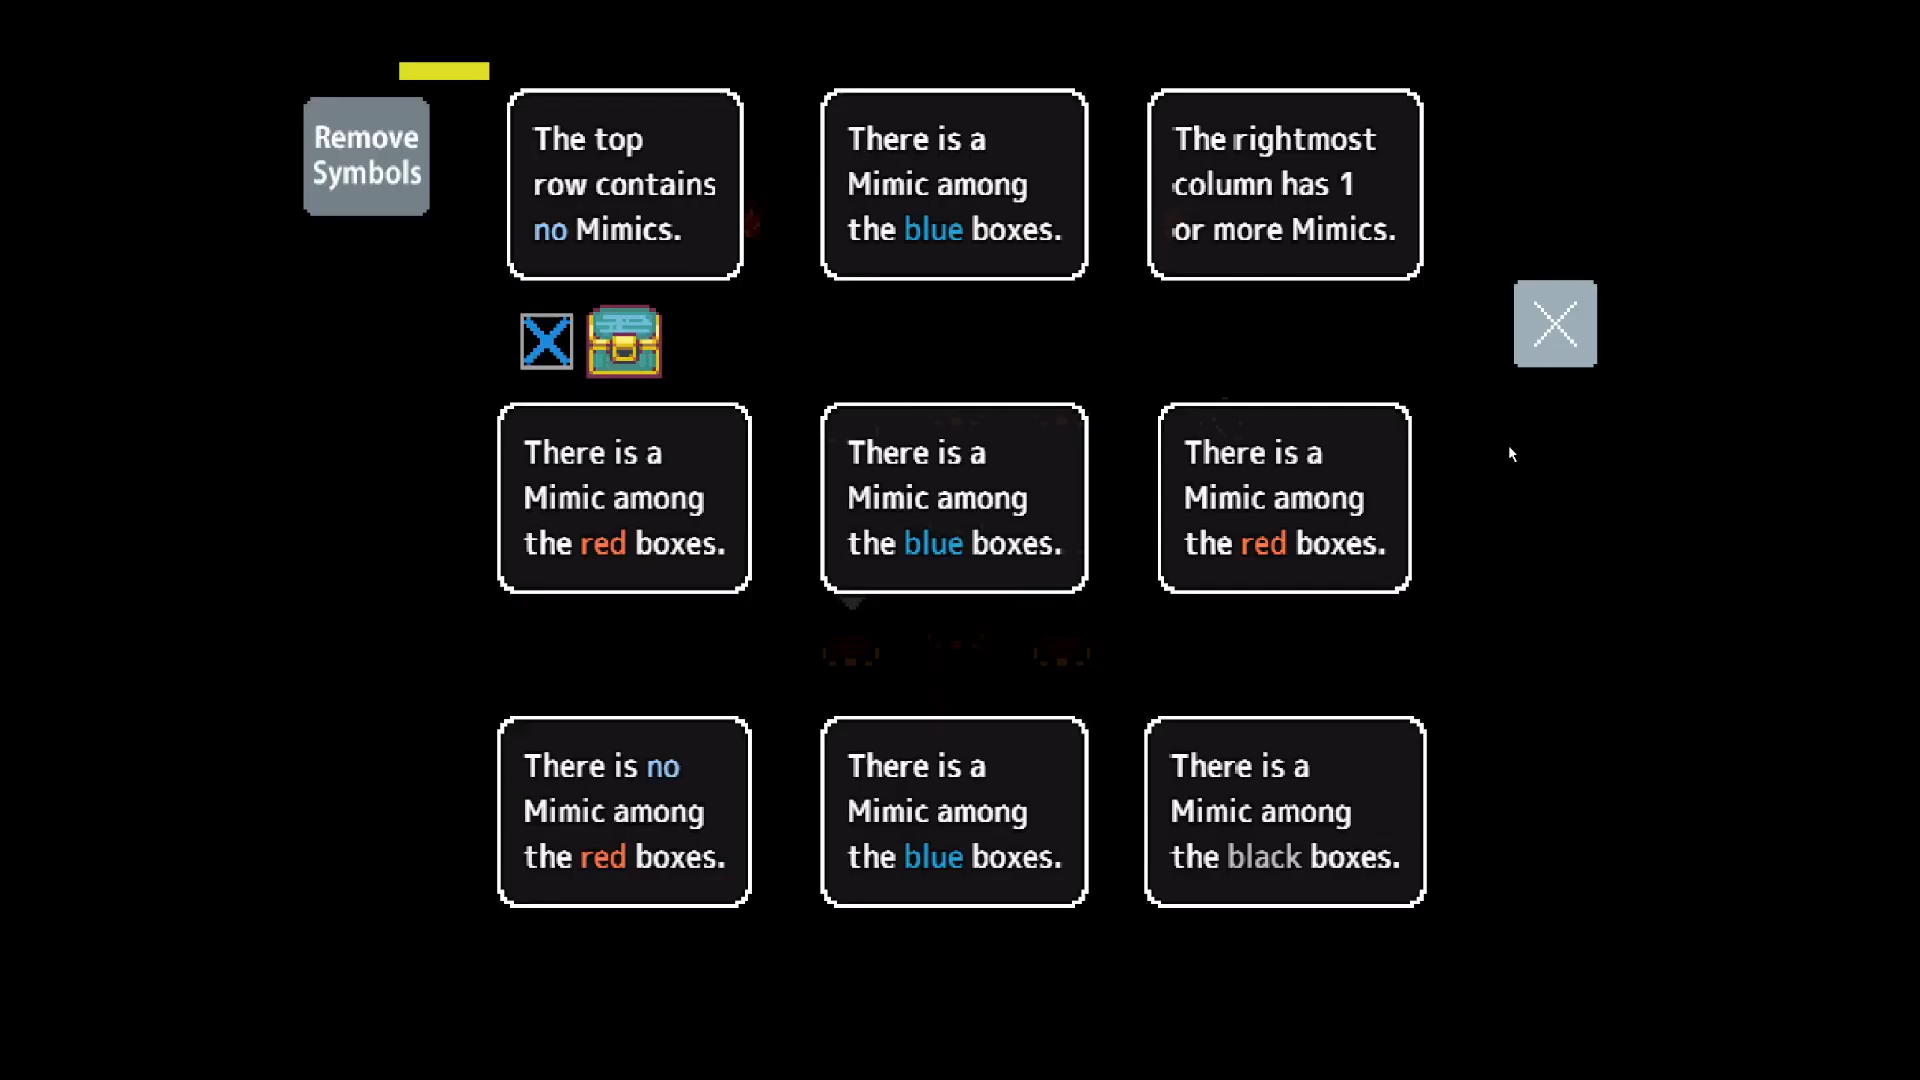 Remove
Symbols
The top
row contains
no Mimics.
There is a
Mimic among
the blue boxes.
The rightmost
column has 1
or more Mimics.
There is a
Mimic among
the red boxes.
There is a
Mimic among
the blue boxes.
There is a
Mimic among
the red boxes.
There is no
Mimic among
the red boxes.
There is a
Mimic among
the blue boxes.
There is a
Mimic among
the black boxes.